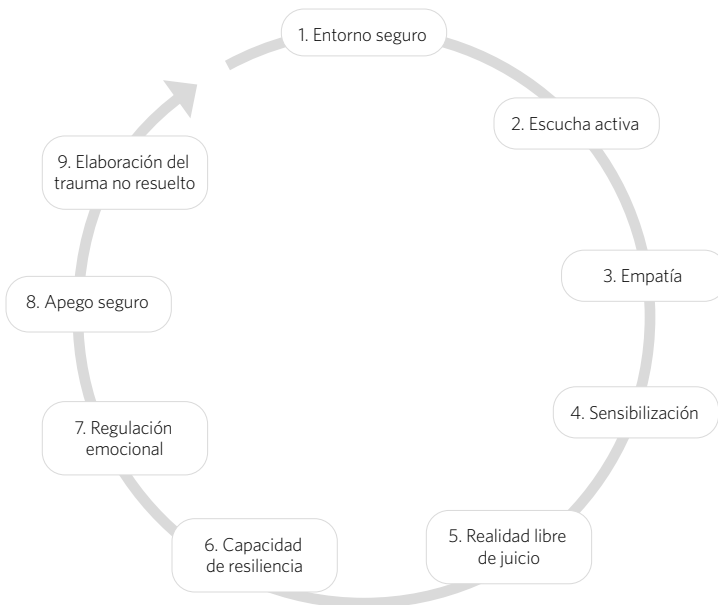 1. Entorno seguro
2. Escucha activa
3. Empatía
4. Sensibilización
5. Realidad libre
de juicio
6. Capacidad
de resiliencia
7. Regulación
emocional
8. Apego seguro
9. Elaboración del
trauma no resuelto